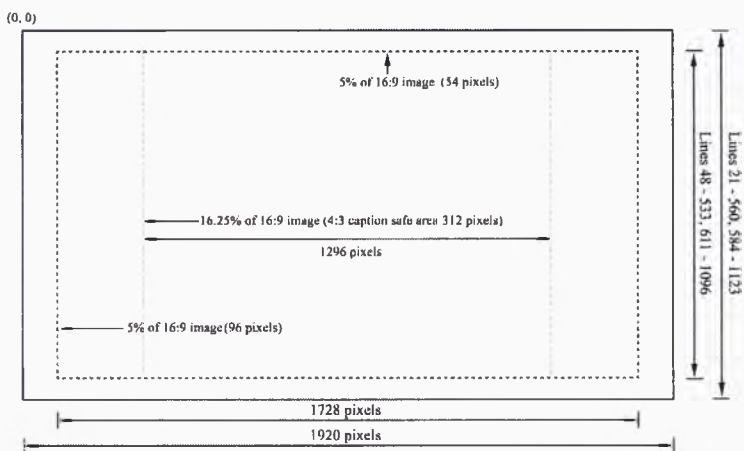 (0, 0)
5% of 16:9 image (54 pixels)
16.25% of 16:9 image (4:3 caption safe area 312 pixels)
1296 pixels
5% of 16:9 image (96 pixels)
Lines 48 - 533, 611 - 1096
Lines 21 - 560, 584 - 1123
1728 pixels
1920 pixels